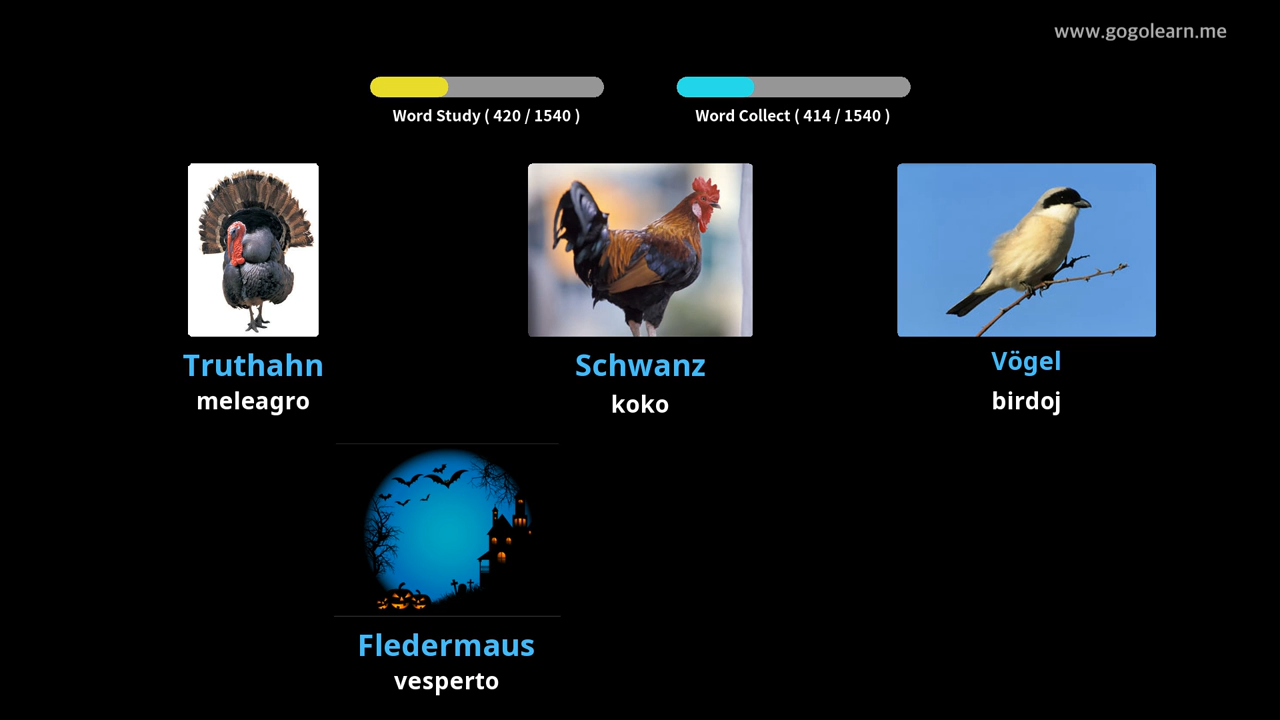 www.gogolearn.me
Word Study ( 420 / 1540 )
Word Collect ( 414 / 1540 )
Truthahn
meleagro
Schwanz
koko
Vögel
birdoj
Fledermaus
vesperto